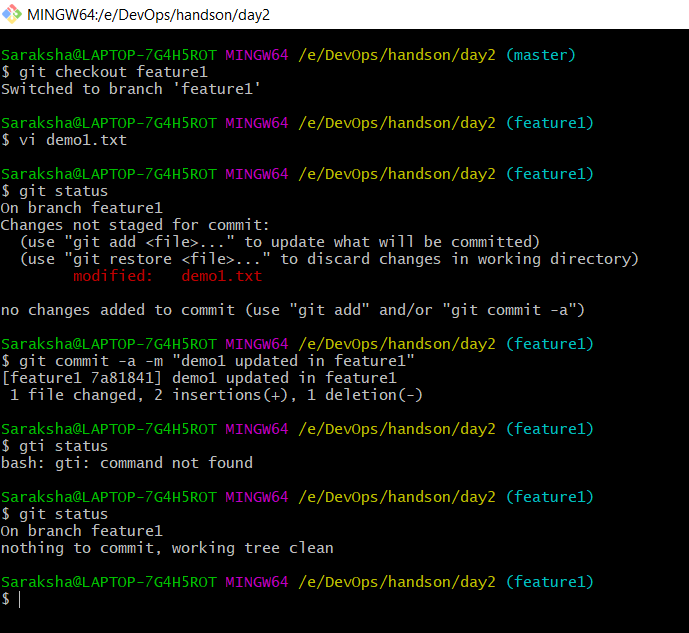 MINGW64:/e/DevOps/handson/day2
Saraksha@LAPTOP-7G4H5ROT MINGW64 /e/DevOps/handson/day2 (master)
$ git checkout feature1
Switched to branch 'feature1'
Saraksha@LAPTOP-7G4H5ROT MINGW64 /e/DevOps/handson/day2 (feature1)
$ vi demo1.txt
Saraksha@LAPTOP-7G4H5ROT MINGW64 /e/DevOps/handson/day2 (feature1)
$ git status
On branch feature1
Changes not staged for commit:
  (use "git add <file>..." to update what will be committed)
  (use "git restore <file>..." to discard changes in working directory)
        modified:   demo1.txt
no changes added to commit (use "git add" and/or "git commit -a")
Saraksha@LAPTOP-7G4H5ROT MINGW64 /e/DevOps/handson/day2 (feature1)
$ git commit -a -m "demo1 updated in feature1"
[feature1 7a81841] demo1 updated in feature1
 1 file changed, 2 insertions(+), 1 deletion(-)
Saraksha@LAPTOP-7G4H5ROT MINGW64 /e/DevOps/handson/day2 (feature1)
$ gti status
bash: gti: command not found
Saraksha@LAPTOP-7G4H5ROT MINGW64 /e/DevOps/handson/day2 (feature1)
$ git status
On branch feature1
nothing to commit, working tree clean
Saraksha@LAPTOP-7G4H5ROT MINGW64 /e/DevOps/handson/day2 (feature1)
$